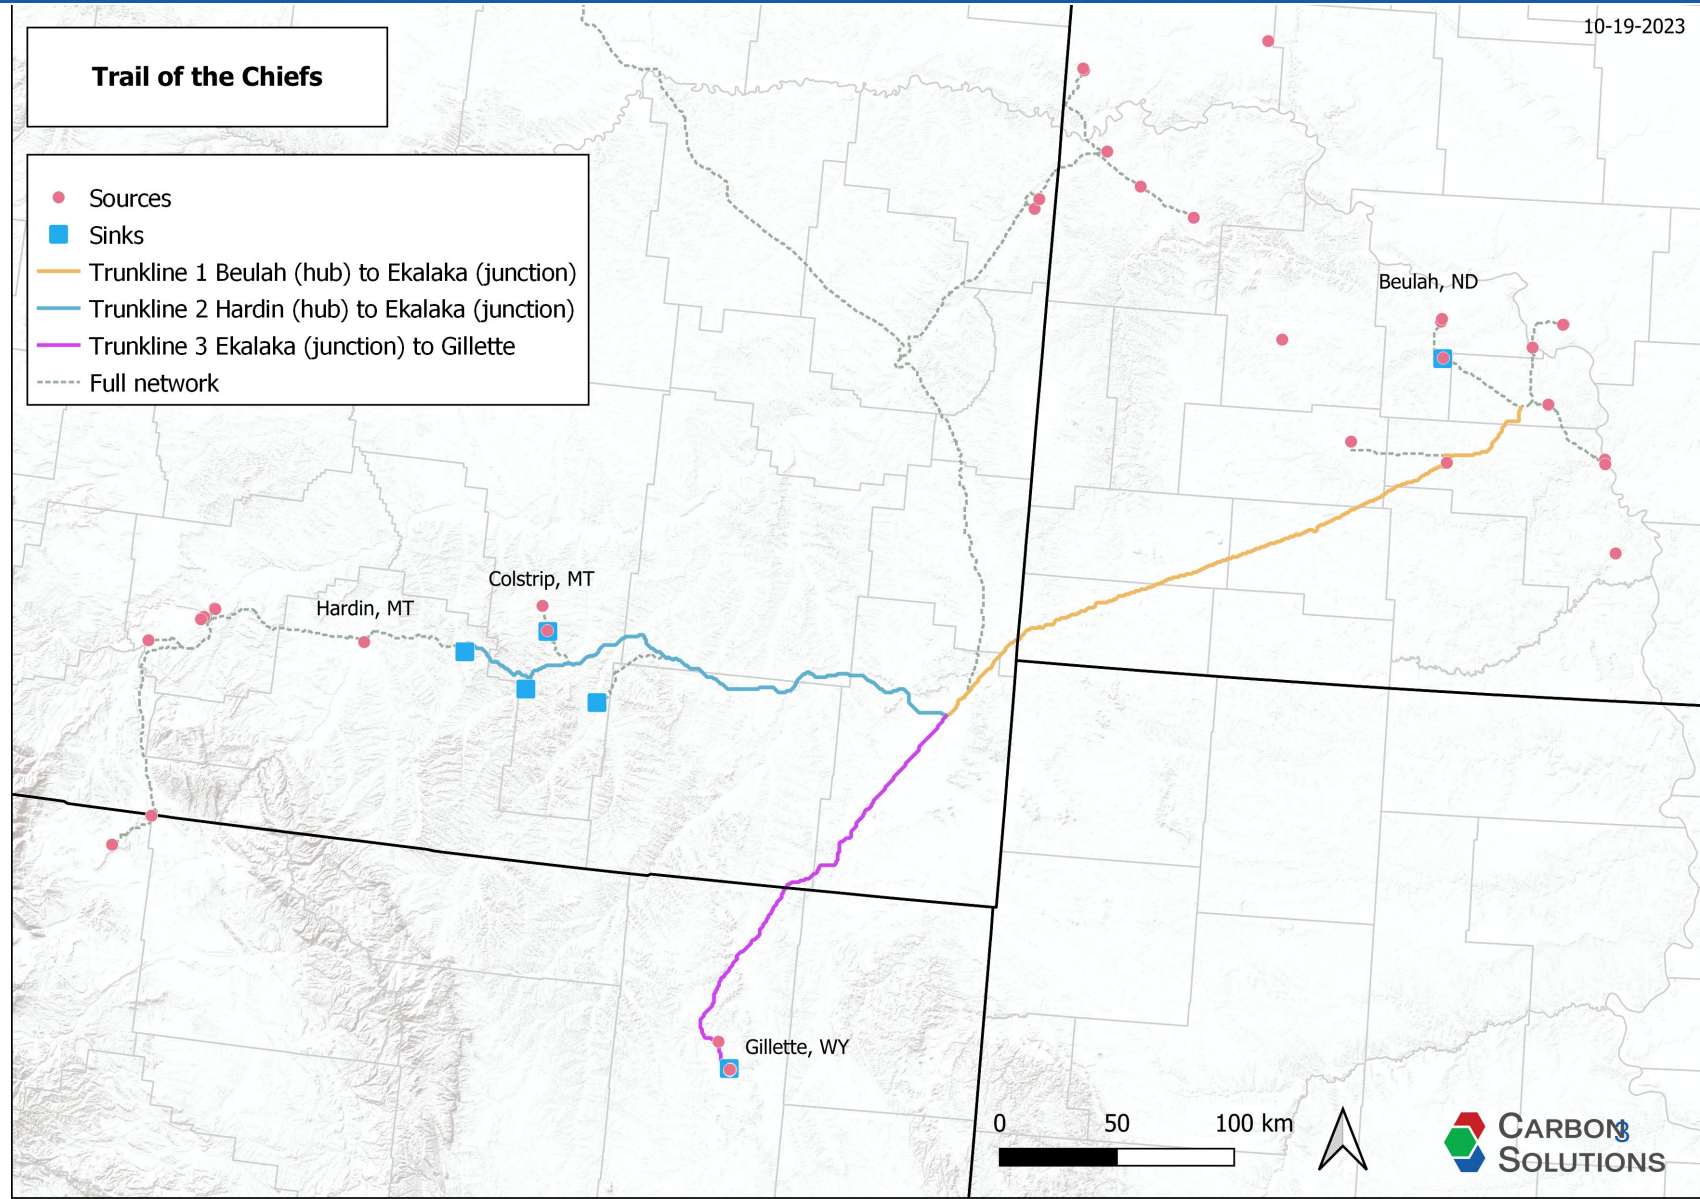 10-19-2023
Trail of the Chiefs
Sources
Sinks
Trunkline 1 Beulah (hub) to Ekalaka (junction)
Trunkline 2 Hardin (hub) to Ekalaka (junction)
Trunkline 3 Ekalaka (junction) to Gillette
Full network
Beulah, ND
Colstrip, MT
Hardin, MT
Gillette, WY
0 50 100 km
CARBON
3
SOLUTIONS